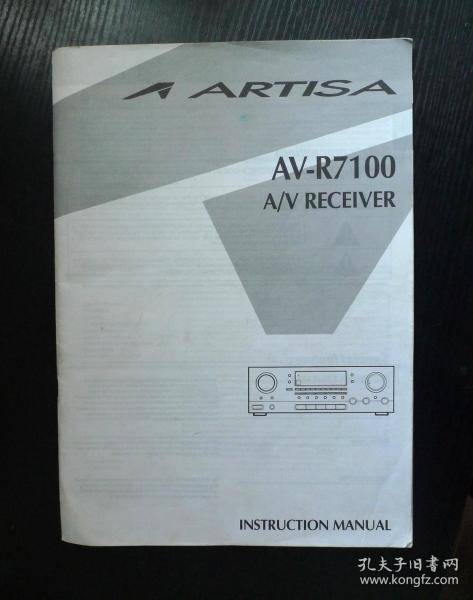 ARTISA
AV-R7100
A/V RECEIVER
INSTRUCTION MANUAL
孔夫子旧书网
www.kongfz.com